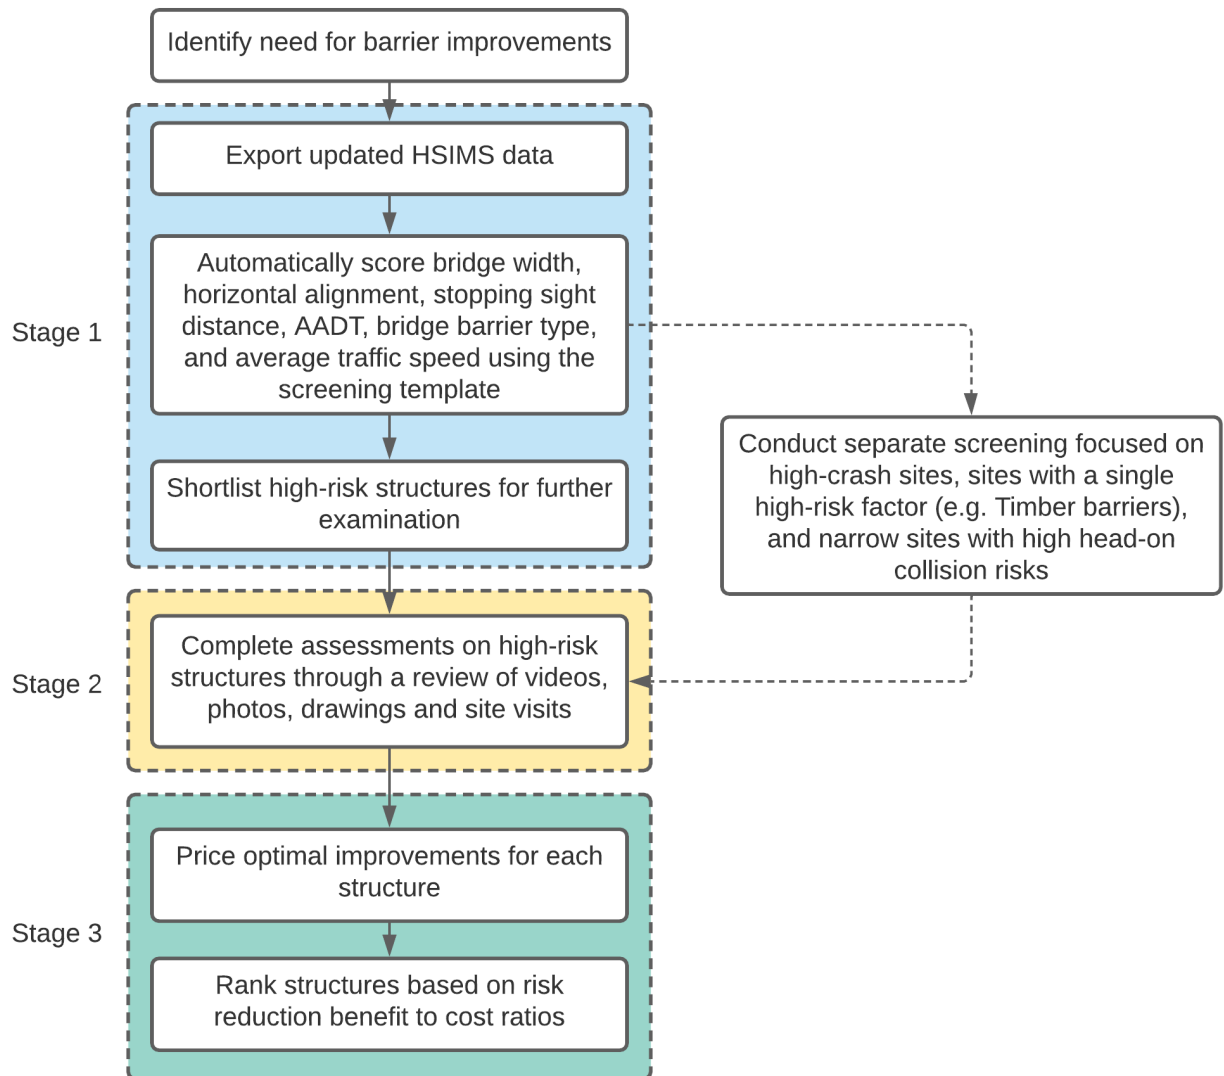 Identify need for barrier improvements
Export updated HSIMS data
Automatically score bridge width,
horizontal alignment, stopping sight
distance, AADT, bridge barrier type,
and average traffic speed using the
screening template
Stage 1
Shortlist high-risk structures for further
examination
Conduct separate screening focused on
high-crash sites, sites with a single
high-risk factor (e.g. Timber barriers),
and narrow sites with high head-on
collision risks
Stage 2
Complete assessments on high-risk
structures through a review of videos,
photos, drawings and site visits
Stage 3
Price optimal improvements for each
structure
Rank structures based on risk
reduction benefit to cost ratios